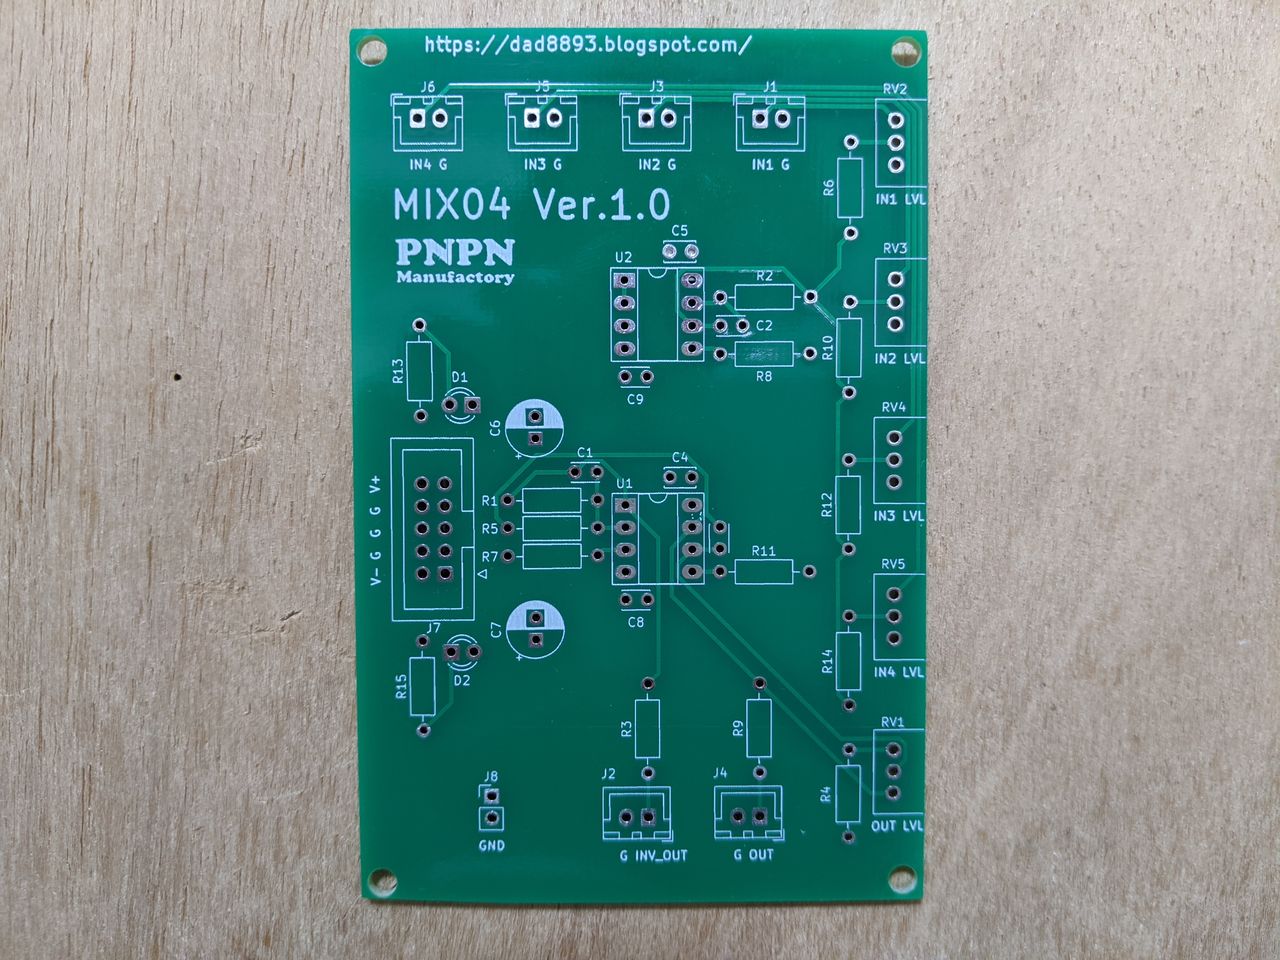 https://dad8893.blogspot.com/
J6 J5 J3 J1
RV2
IN4 G IN3 G IN2 G IN1 G
R6
IN1 LVL
MIX04 Ver.1.0
PNPN
Manufactory
C5
U2
RV3
R2
C2
R10
R8
IN2 LVL
C9
R13
D1
C6
+
RV4
C1
C4
U1
R1
R5
R7
R12
IN3 LVL
R11
V- G G G V+
J7
RV5
C8
C7
+
D2
R15
R14
IN4 LVL
R3
R9
RV1
J8
GND
J2
J4
R4
OUT LVL
G INV_OUT
G OUT